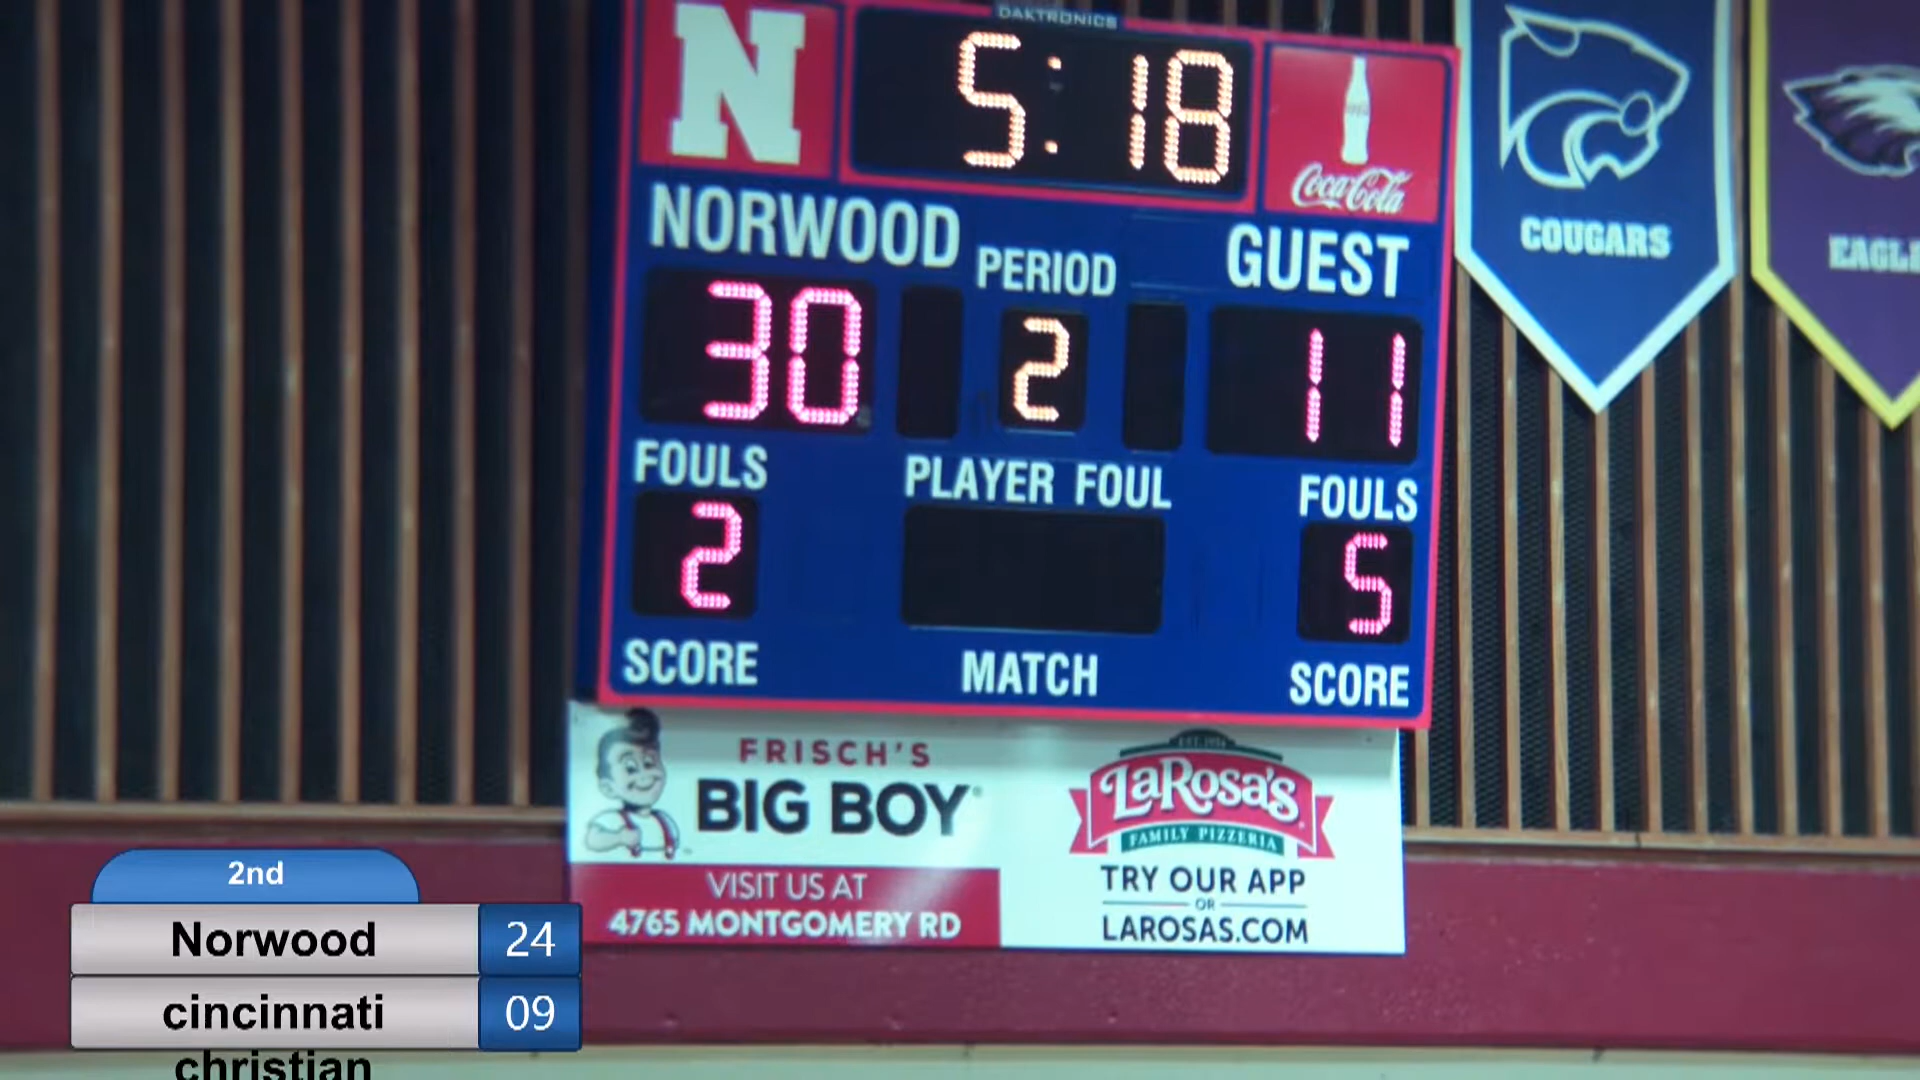 DAKTRONICS
N
5:18
Coca-Cola
NORWOOD
PERIOD
GUEST
30
2
11
FOULS
PLAYER FOUL
FOULS
2
5
SCORE
MATCH
SCORE
COUGARS
FRISCH'S
BIG BOY
VISIT US AT
4765 MONTGOMERY RD
LaRosa's
FAMILY PIZZERIA
TRY OUR APP
OR
LAROSAS.COM
2nd
Norwood 24
cincinnati 09
christian